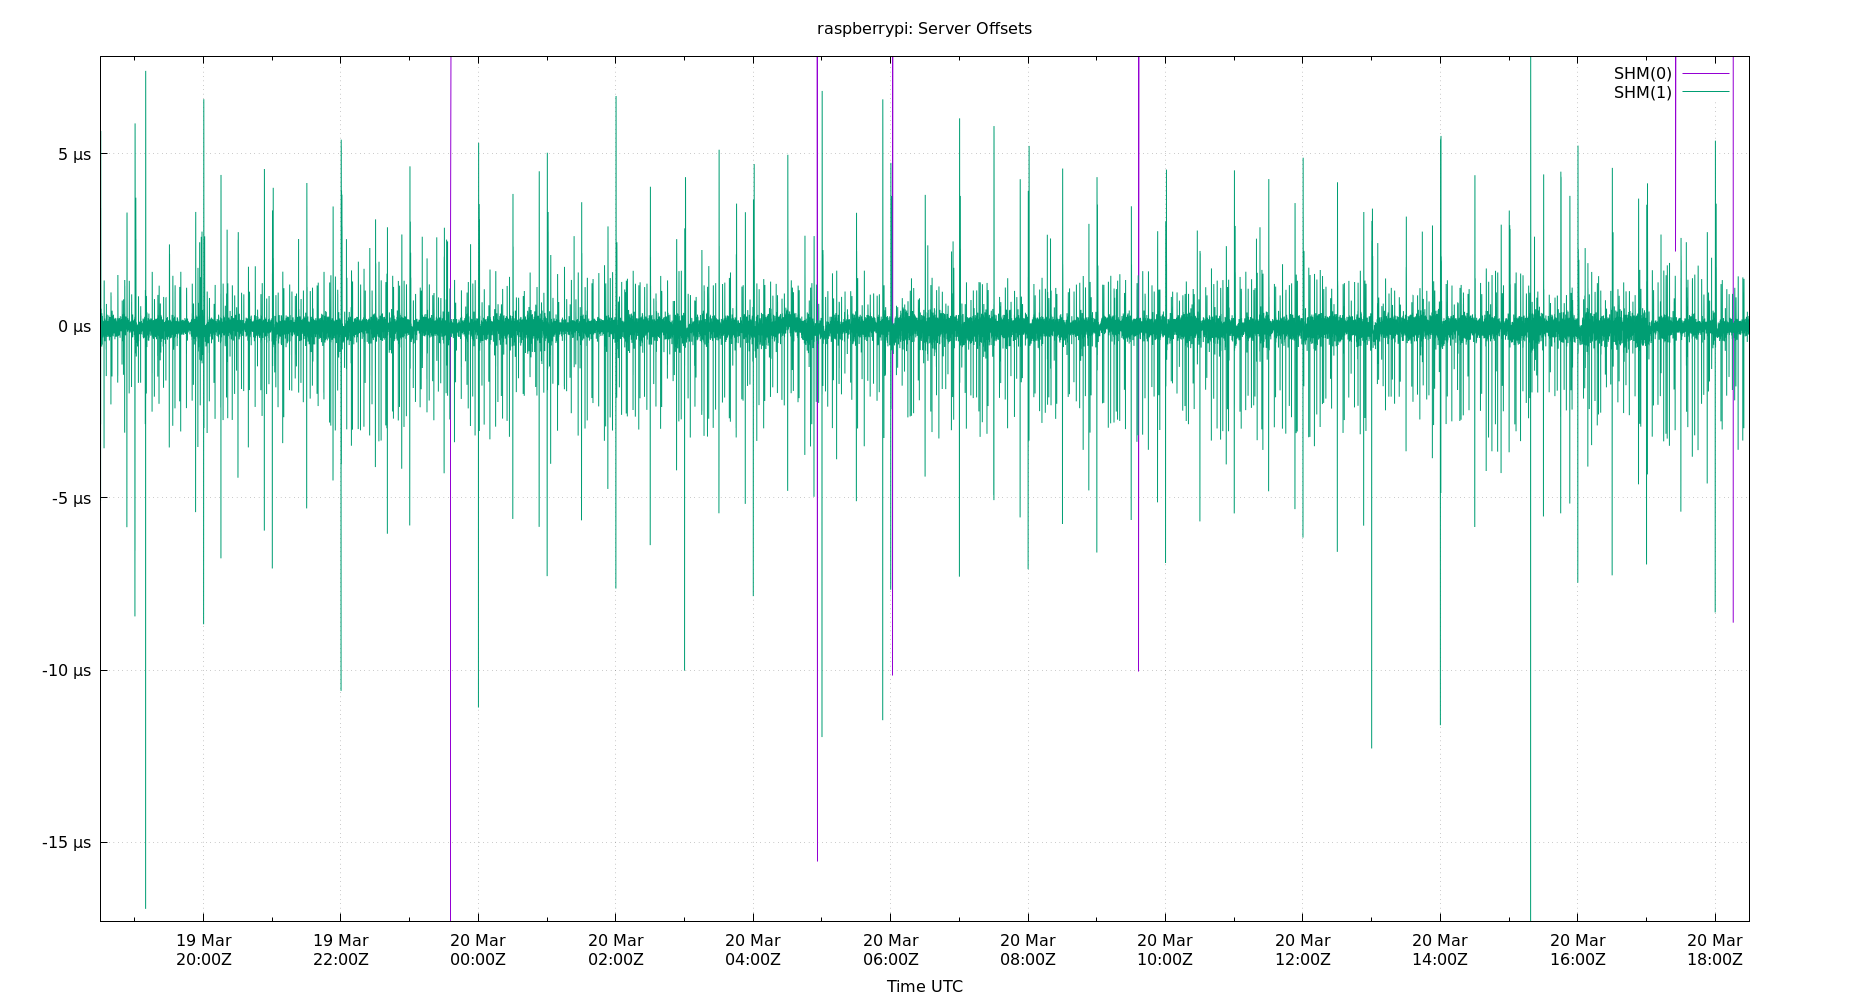 raspberrypi: Server Offsets
SHM(0)
SHM(1)
5 µs
0 µs
-5 µs
-10 µs
-15 µs
19 Mar 19 Mar 20 Mar 20 Mar 20 Mar 20 Mar 20 Mar 20 Mar 20 Mar 20 Mar 20 Mar 20 Mar
20:00Z 22:00Z 00:00Z 02:00Z 04:00Z 06:00Z 08:00Z 10:00Z 12:00Z 14:00Z 16:00Z 18:00Z
Time UTC